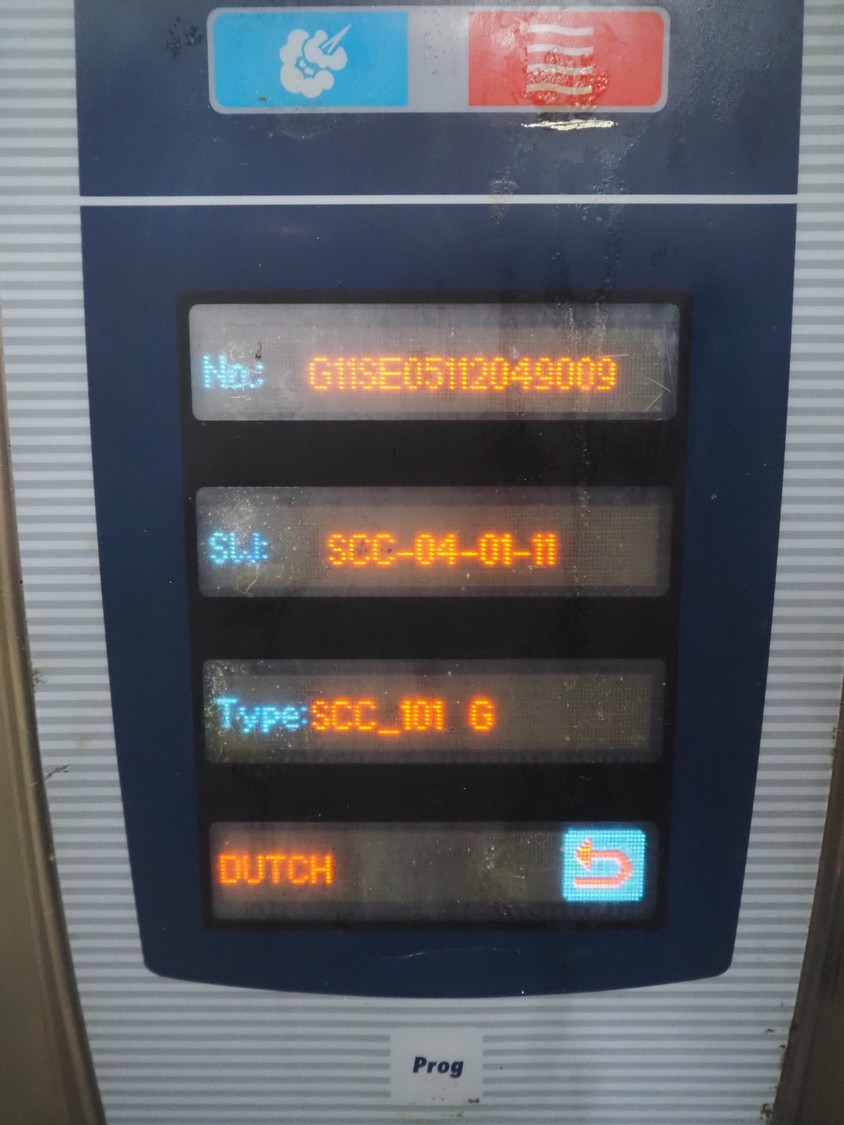 No: G11SE05112049009
SW: SCC-04-01-11
Type:SCC_101 G
DUTCH
Prog